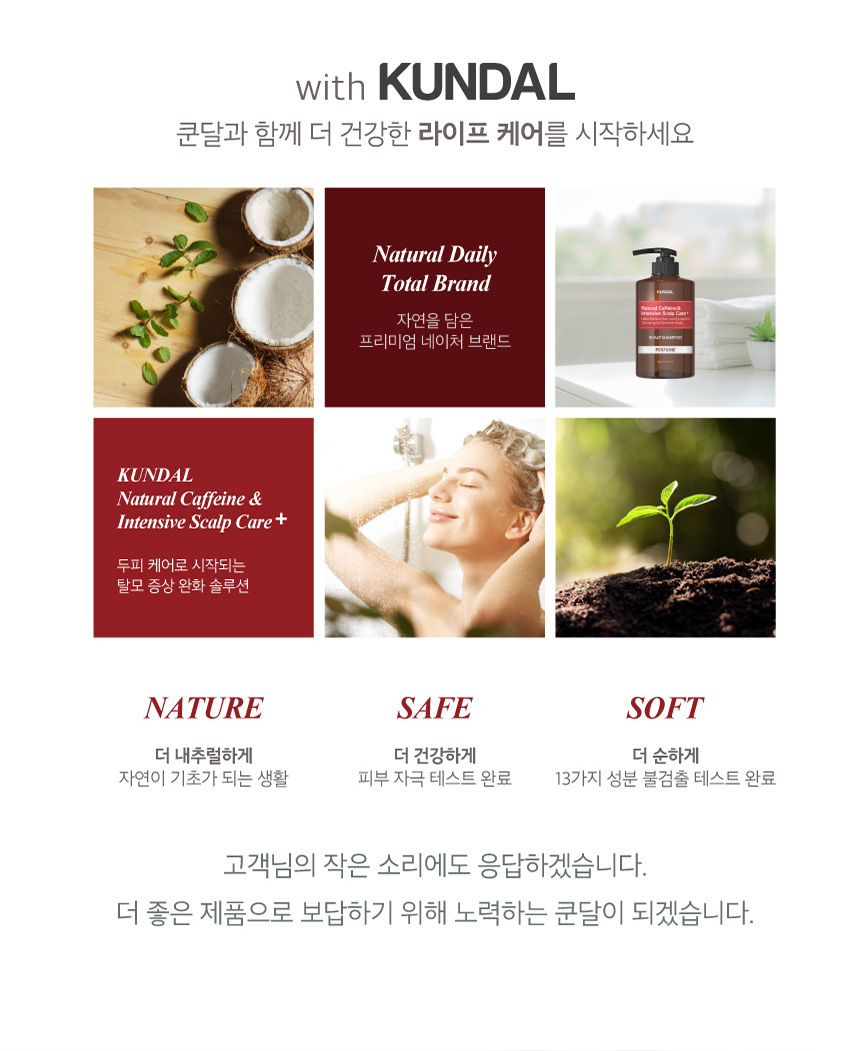 with KUNDAL
쿤달과 함께 더 건강한 라이프 케어를 시작하세요
Natural Daily
Total Brand
자연을 담은
프리미엄 네이처 브랜드
KUNDAL
Natural Caffeine&
Intensive Scalp Care+
SCALP SHAMPOO
PERFUME
KUNDAL
Natural Caffeine &
Intensive Scalp Care+
두피 케어로 시작되는
탈모 증상 완화 솔루션
NATURE
SAFE
SOFT
더 내추럴하게
더 건강하게
더 순하게
자연이 기초가 되는 생활
피부 자극 테스트 완료
13가지 성분 불검출 테스트 완료
고객님의 작은 소리에도 응답하겠습니다.
더 좋은 제품으로 보답하기 위해 노력하는 쿤달이 되겠습니다.